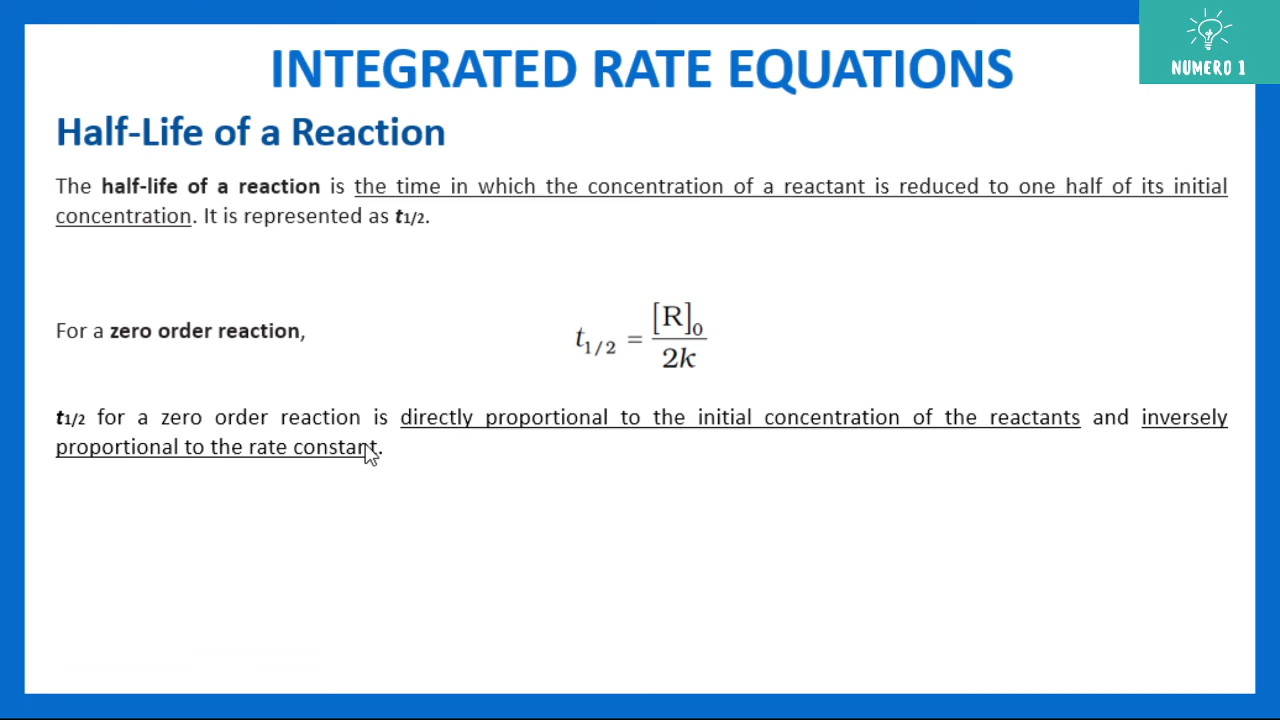 NUMERO 1
INTEGRATED RATE EQUATIONS
Half-Life of a Reaction
The half-life of a reaction is the time in which the concentration of a reactant is reduced to one half of its initial
concentration. It is represented as t1/2.
For a zero order reaction,
t1/2 = [R]0 / 2k
t1/2 for a zero order reaction is directly proportional to the initial concentration of the reactants and inversely
proportional to the rate constant.